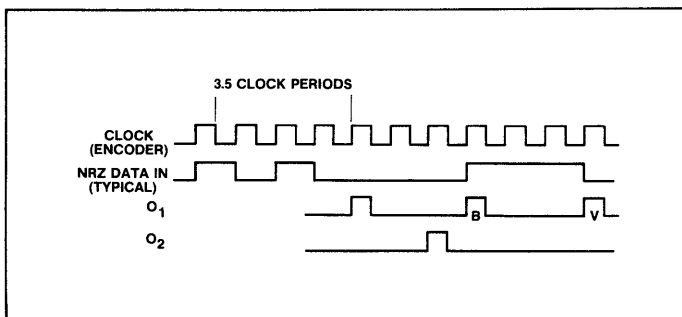 3.5 CLOCK PERIODS
CLOCK
(ENCODER)
NRZ DATA IN
(TYPICAL)
O1
B
V
O2